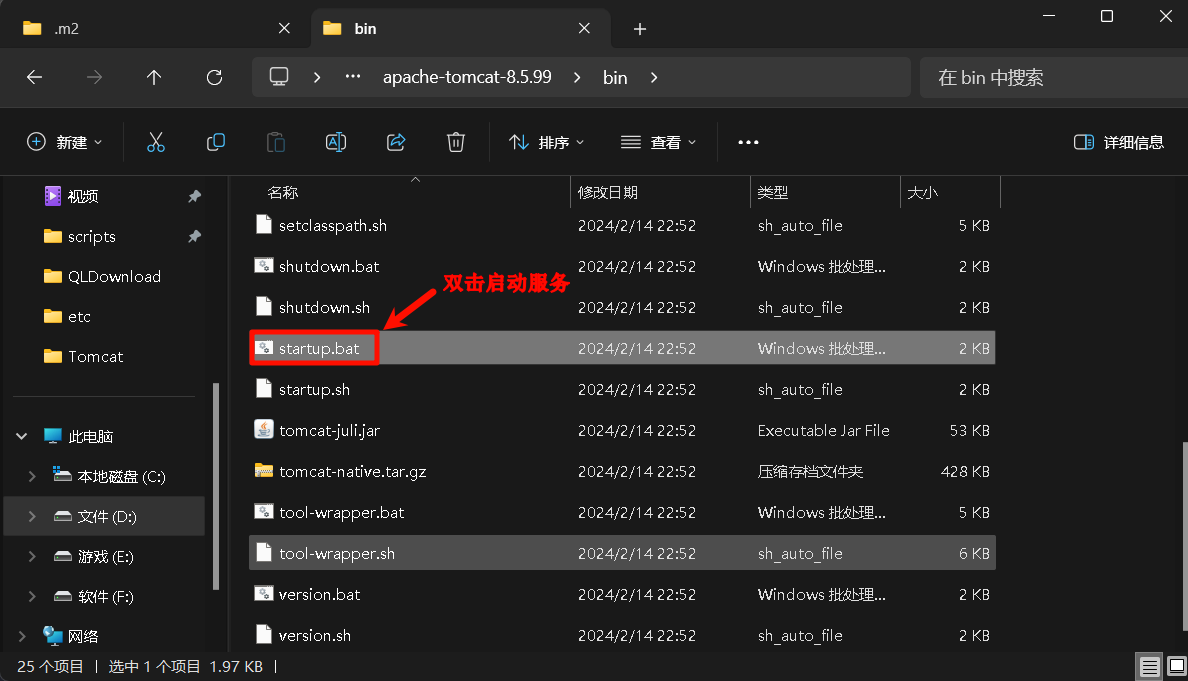 .m2
bin
apache-tomcat-8.5.99
bin
在 bin 中搜索
新建
排序
查看
详细信息
视频
scripts
QLDownload
etc
Tomcat
此电脑
本地磁盘 (C:)
文件 (D:)
游戏 (E:)
软件 (F:)
网络
名称 修改日期 类型 大小
setclasspath.sh 2024/2/14 22:52 sh_auto_file 5 KB
shutdown.bat 2024/2/14 22:52 Windows 批处理... 2 KB
双击启动服务
shutdown.sh 2024/2/14 22:52 sh_auto_file 2 KB
startup.bat 2024/2/14 22:52 Windows 批处理... 2 KB
startup.sh 2024/2/14 22:52 sh_auto_file 2 KB
tomcat-juli.jar 2024/2/14 22:52 Executable Jar File 53 KB
tomcat-native.tar.gz 2024/2/14 22:52 压缩存档文件夹 428 KB
tool-wrapper.bat 2024/2/14 22:52 Windows 批处理... 5 KB
tool-wrapper.sh 2024/2/14 22:52 sh_auto_file 6 KB
version.bat 2024/2/14 22:52 Windows 批处理... 2 KB
version.sh 2024/2/14 22:52 sh_auto_file 2 KB
25 个项目 | 选中 1 个项目 1.97 KB |